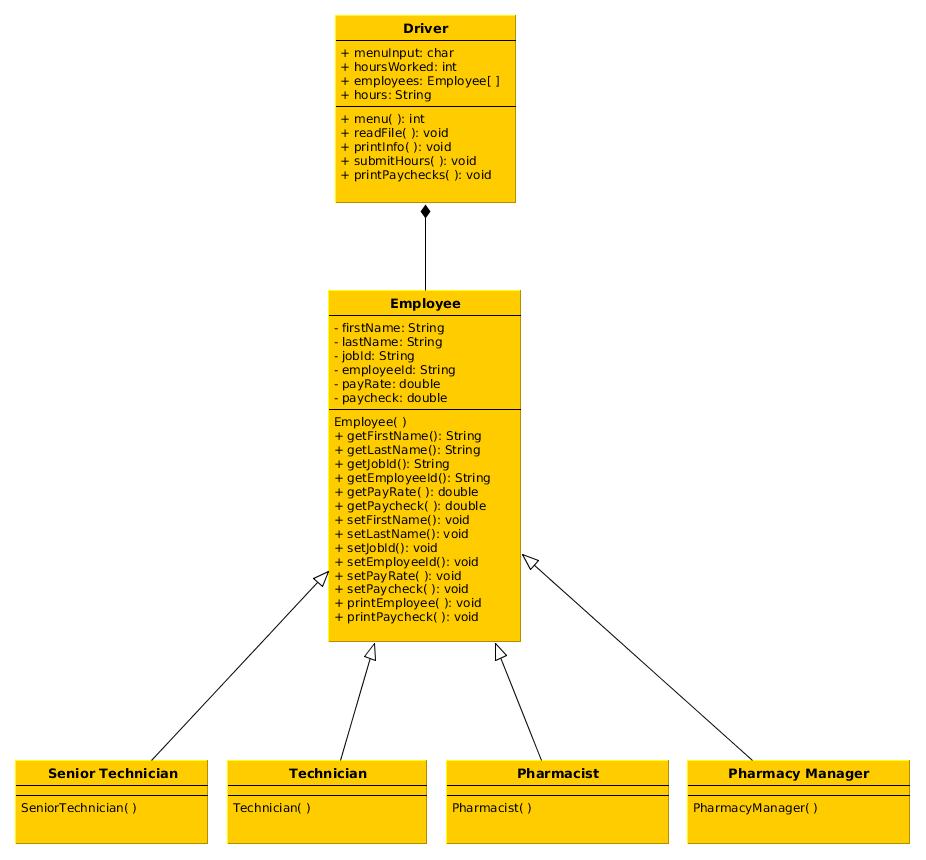 Driver
+ menuInput: char
+ hoursWorked: int
+ employees: Employee[ ]
+ hours: String
+ menu( ): int
+ readFile( ): void
+ printInfo( ): void
+ submitHours( ): void
+ printPaychecks( ): void
Employee
- firstName: String
- lastName: String
- jobId: String
- employeeId: String
- payRate: double
- paycheck: double
Employee( )
+ getFirstName(): String
+ getLastName(): String
+ getJobId(): String
+ getEmployeeId(): String
+ getPayRate( ): double
+ getPaycheck( ): double
+ setFirstName(): void
+ setLastName(): void
+ setJobId(): void
+ setEmployeeId(): void
+ setPayRate( ): void
+ setPaycheck( ): void
+ printEmployee( ): void
+ printPaycheck( ): void
Senior Technician
SeniorTechnician( )
Technician
Technician( )
Pharmacist
Pharmacist( )
Pharmacy Manager
PharmacyManager( )